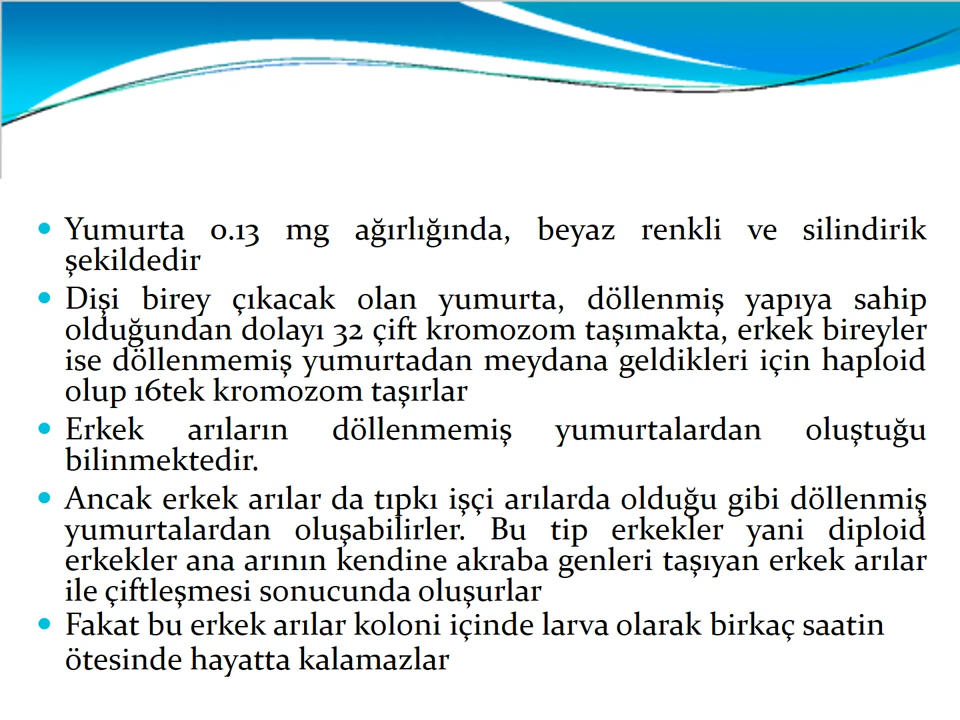 • Yumurta 0.13 mg ağırlığında, beyaz renkli ve silindirik
şekildedir
• Dişi birey çıkacak olan yumurta, döllenmiş yapıya sahip
olduğundan dolayı 32 çift kromozom taşımakta, erkek bireyler
ise döllenmemiş yumurtadan meydana geldikleri için haploid
olup 16tek kromozom taşırlar
• Erkek arıların döllenmemiş yumurtalardan oluştuğu
bilinmektedir.
• Ancak erkek arılar da tıpkı işçi arılarda olduğu gibi döllenmiş
yumurtalardan oluşabilirler. Bu tip erkekler yani diploid
erkekler ana arının kendine akraba genleri taşıyan erkek arılar
ile çiftleşmesi sonucunda oluşurlar
• Fakat bu erkek arılar koloni içinde larva olarak birkaç saatin
ötesinde hayatta kalamazlar